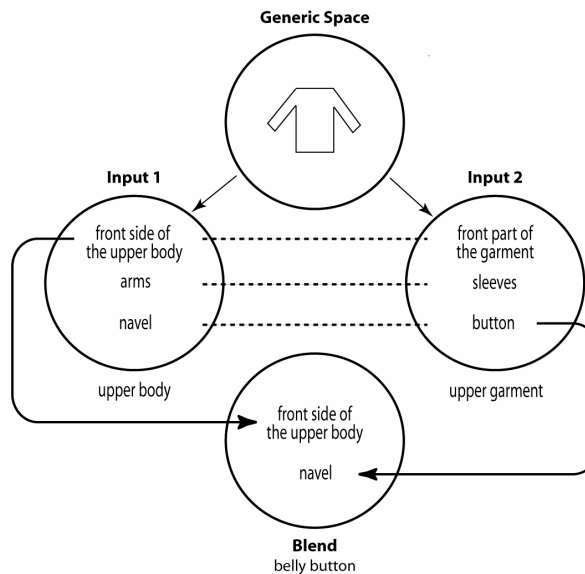 Generic Space
Input 1
Input 2
front side of
the upper body
arms
navel
front part of
the garment
sleeves
button
upper body
upper garment
front side of
the upper body
navel
Blend
belly button